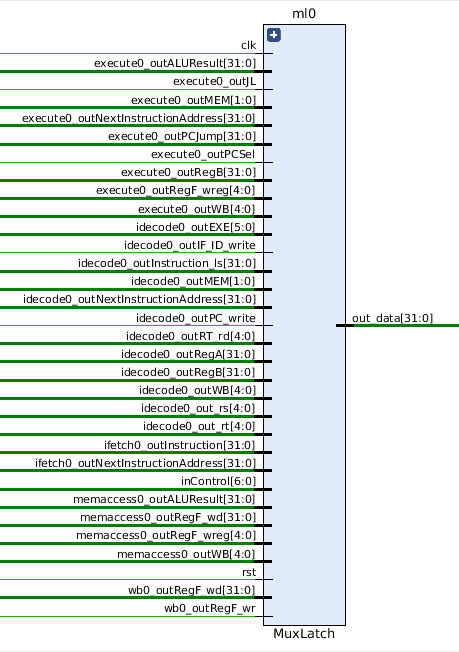 ml0
clk
execute0_outALUResult[31:0]
execute0_outJL
execute0_outMEM[1:0]
execute0_outNextInstructionAddress[31:0]
execute0_outPCJump[31:0]
execute0_outPCSel
execute0_outRegB[31:0]
execute0_outRegF_wreg[4:0]
execute0_outWB[4:0]
idecode0_outEXE[5:0]
idecode0_outIF_ID_write
idecode0_outInstruction_ls[31:0]
idecode0_outMEM[1:0]
idecode0_outNextInstructionAddress[31:0]
idecode0_outPC_write
out_data[31:0]
idecode0_outRT_rd[4:0]
idecode0_outRegA[31:0]
idecode0_outRegB[31:0]
idecode0_outWB[4:0]
idecode0_out_rs[4:0]
idecode0_out_rt[4:0]
ifetch0_outInstruction[31:0]
ifetch0_outNextInstructionAddress[31:0]
inControl[6:0]
memaccess0_outALUResult[31:0]
memaccess0_outRegF_wd[31:0]
memaccess0_outRegF_wreg[4:0]
memaccess0_outWB[4:0]
rst
wb0_outRegF_wd[31:0]
wb0_outRegF_wr
MuxLatch